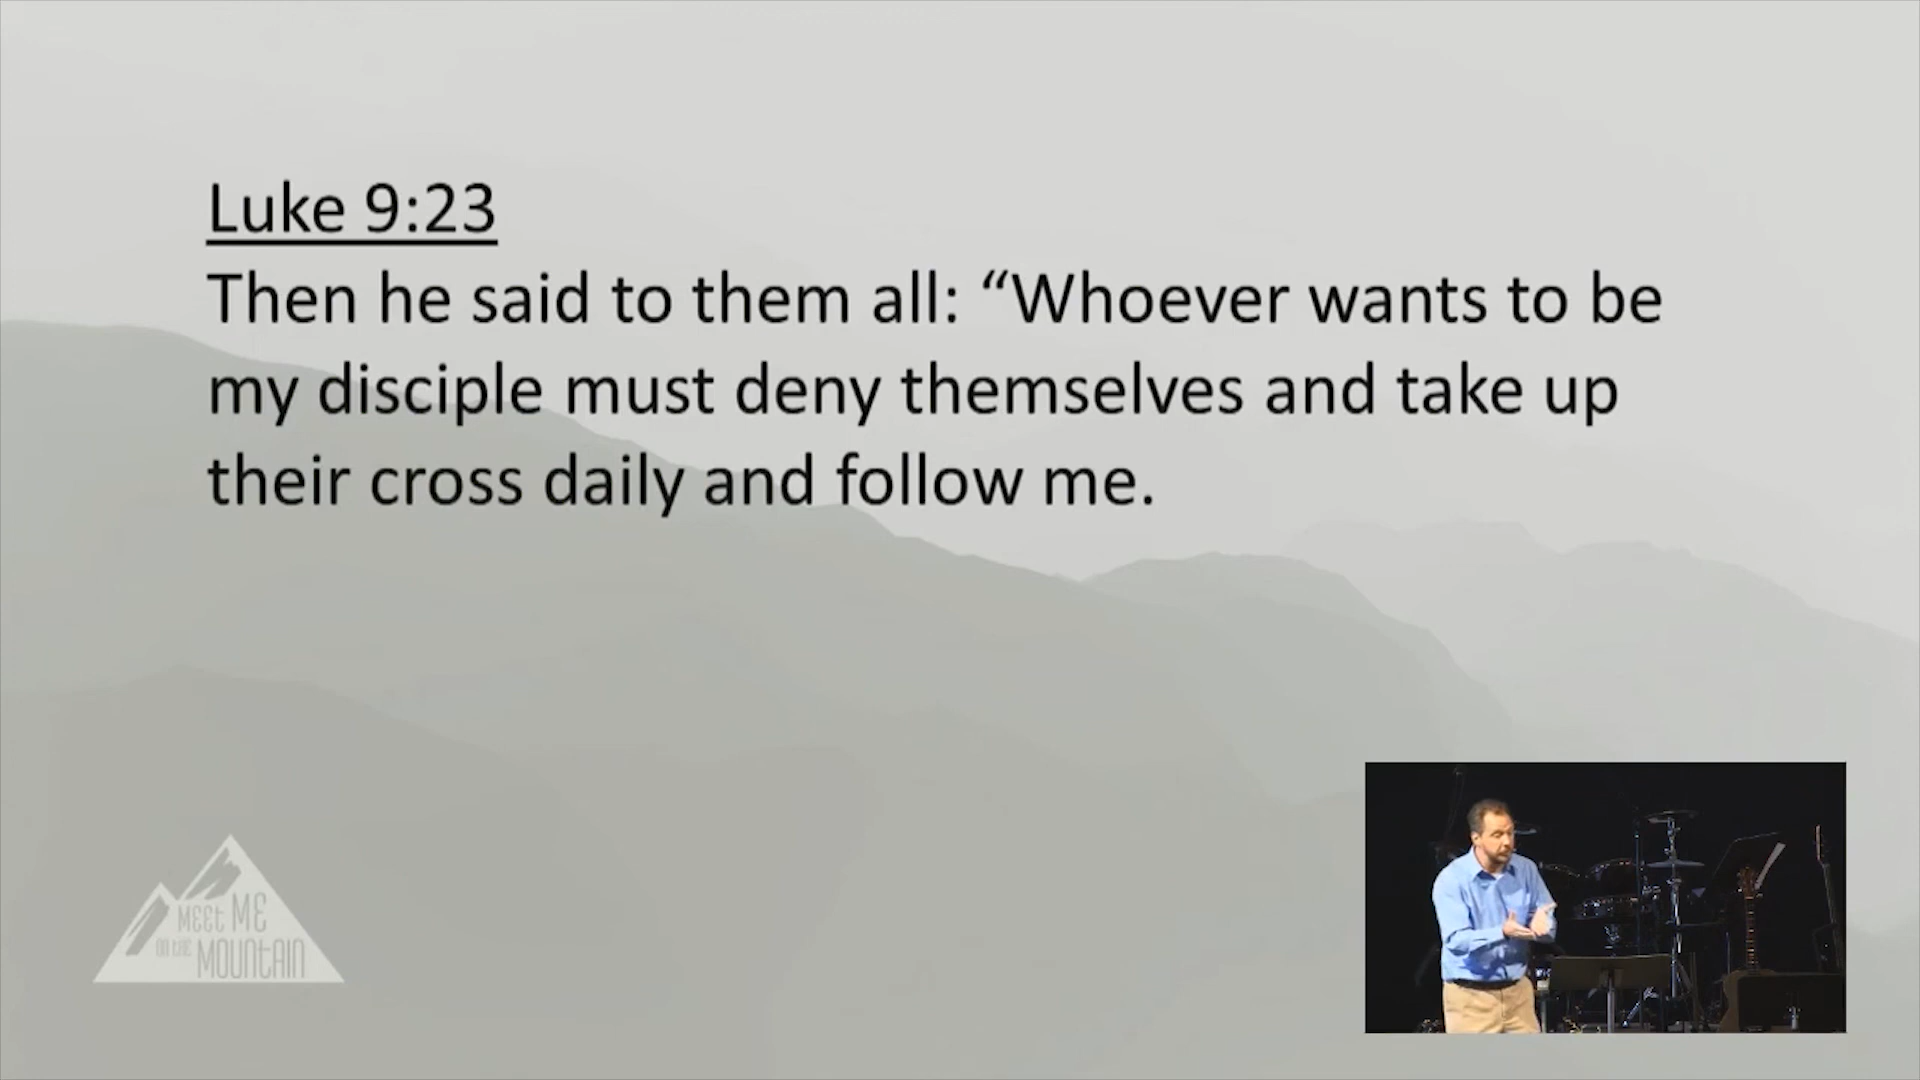 Luke 9:23
Then he said to them all: “Whoever wants to be
my disciple must deny themselves and take up
their cross daily and follow me.
MEEt ME
on tHE
MOUNtAIN